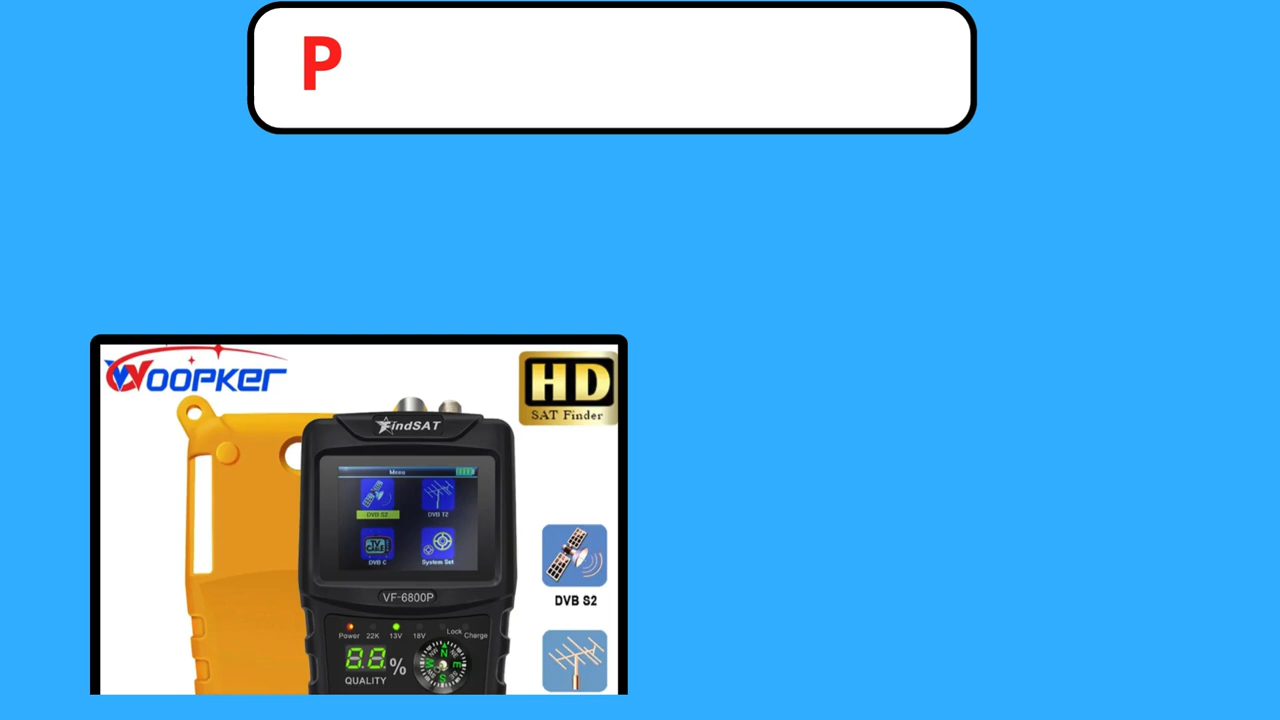 P
Woopker
HD
SAT Finder
FindSAT
Menu
DVB S2
DVB T2
DVB C
System Set
VF-6800P
Power 22K 13V 18V Lock Charge
88%
QUALITY
N
NE
W
E
S
DVB S2